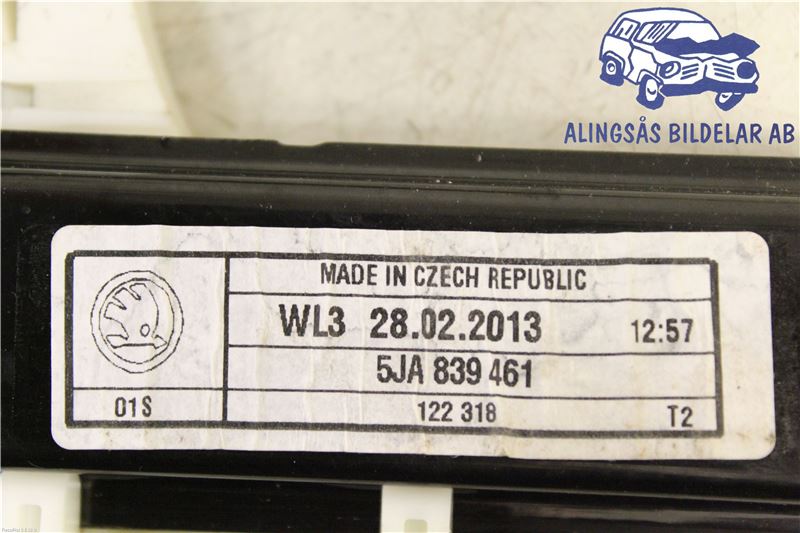 ALINGSÅS BILDELAR AB
MADE IN CZECH REPUBLIC
WL3 28.02.2013 12:57
5JA 839 461
01S 122 318 T2